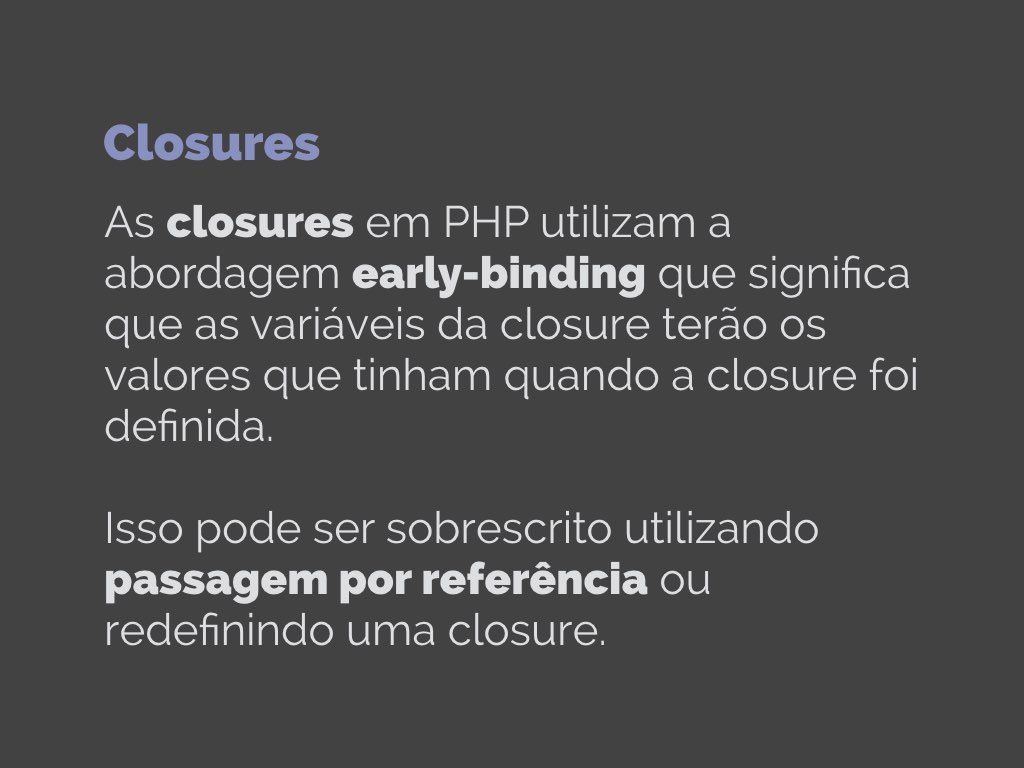 Closures
As closures em PHP utilizam a
abordagem early-binding que significa
que as variáveis da closure terão os
valores que tinham quando a closure foi
definida.
Isso pode ser sobrescrito utilizando
passagem por referência ou
redefinindo uma closure.